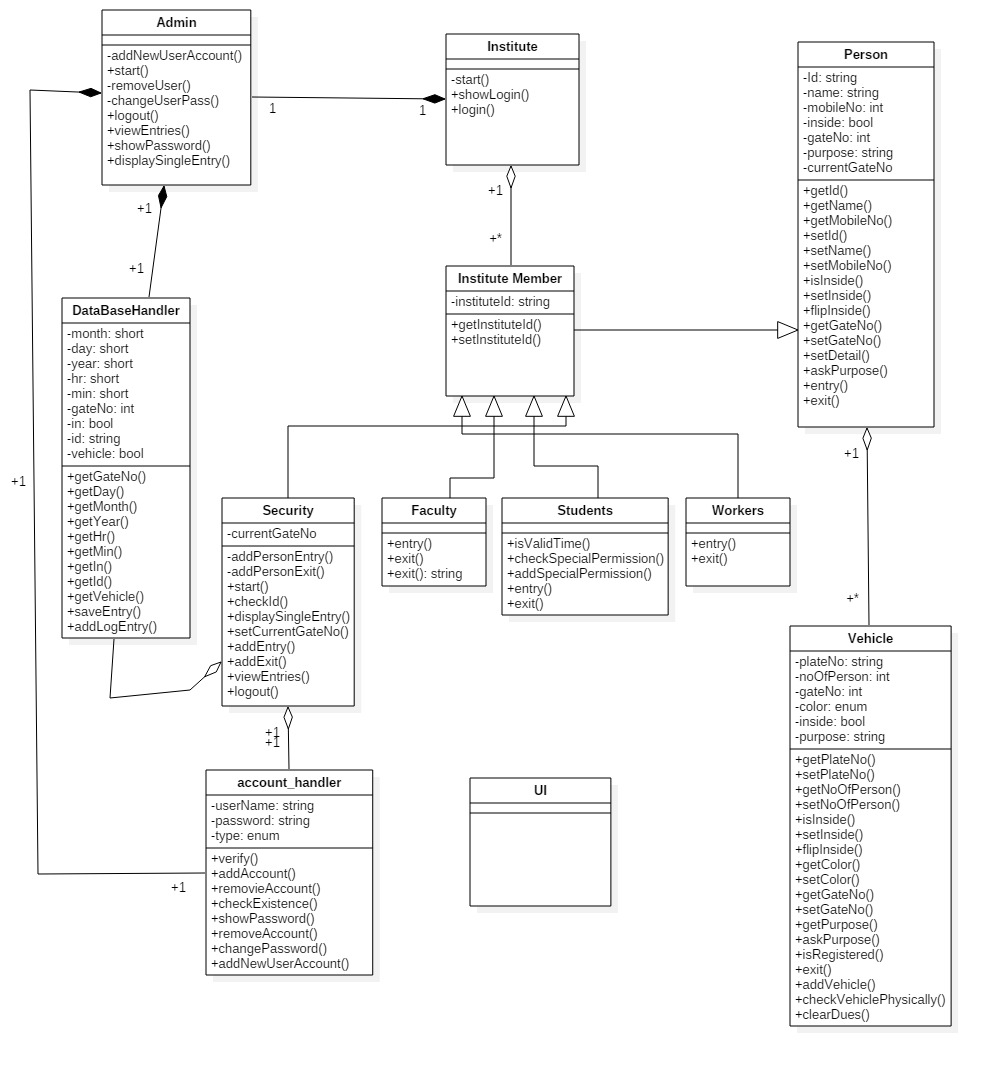 Admin
-addNewUserAccount()
+start()
-removeUser()
-changeUserPass()
+logout()
+viewEntries()
+showPassword()
+displaySingleEntry()
1
1
Institute
-start()
+showLogin()
+login()
Person
-Id: string
-name: string
-mobileNo: int
-inside: bool
-gateNo: int
-purpose: string
-currentGateNo
+getId()
+getName()
+getMobileNo()
+setId()
+setName()
+setMobileNo()
+isInside()
+setInside()
+flipInside()
+getGateNo()
+setGateNo()
+setDetail()
+askPurpose()
+entry()
+exit()
+1
+1
+1
+*
Institute Member
-instituteId: string
+getInstituteId()
+setInstituteId()
DataBaseHandler
-month: short
-day: short
-year: short
-hr: short
-min: short
-gateNo: int
-in: bool
-id: string
-vehicle: bool
+getGateNo()
+getDay()
+getMonth()
+getYear()
+getHr()
+getMin()
+getIn()
+getId()
+getVehicle()
+saveEntry()
+addLogEntry()
+1
Security
-currentGateNo
-addPersonEntry()
-addPersonExit()
+start()
+checkId()
+displaySingleEntry()
+setCurrentGateNo()
+addEntry()
+addExit()
+viewEntries()
+logout()
Faculty
+entry()
+exit()
+exit(): string
Students
+isValidTime()
+checkSpecialPermission()
+addSpecialPermission()
+entry()
+exit()
Workers
+entry()
+exit()
+1
+*
Vehicle
-plateNo: string
-noOfPerson: int
-gateNo: int
-color: enum
-inside: bool
-purpose: string
+getPlateNo()
+setPlateNo()
+getNoOfPerson()
+setNoOfPerson()
+isInside()
+setInside()
+flipInside()
+getColor()
+setColor()
+getGateNo()
+setGateNo()
+getPurpose()
+askPurpose()
+isRegistered()
+exit()
+addVehicle()
+checkVehiclePhysically()
+clearDues()
+1
+1
account_handler
-userName: string
-password: string
-type: enum
+verify()
+addAccount()
+removieAccount()
+checkExistence()
+showPassword()
+removeAccount()
+changePassword()
+addNewUserAccount()
+1
UI